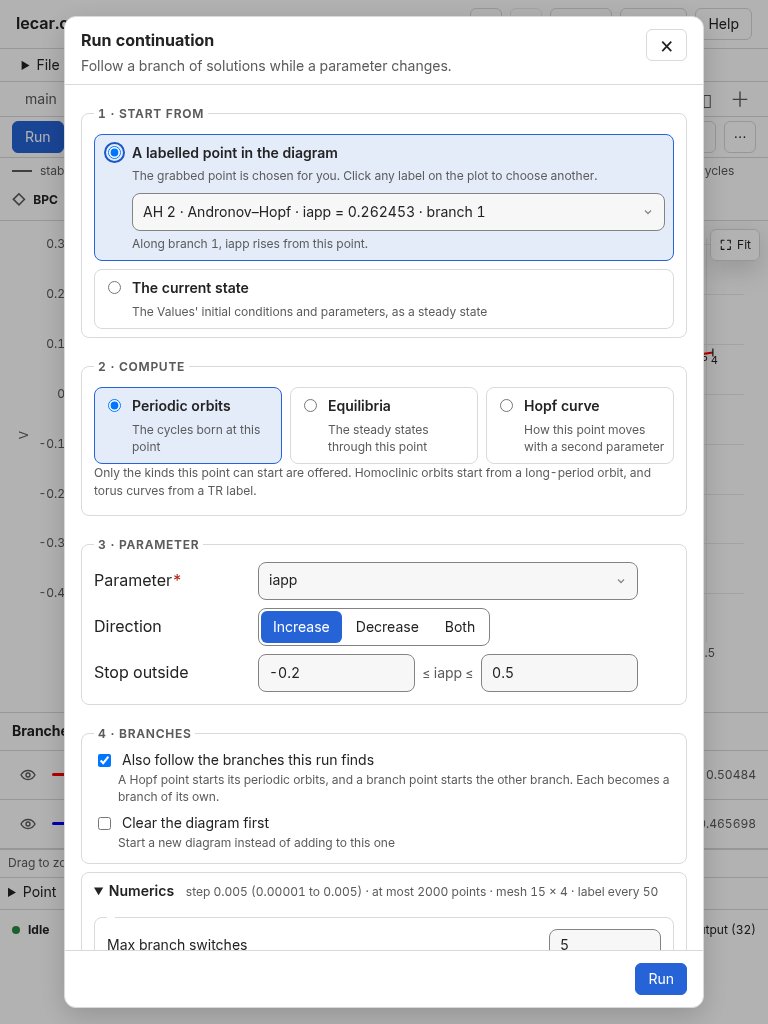 lecar.o
Help
Run continuation
Follow a branch of solutions while a parameter changes.
File
main
Run
stab
ycles
BPC
1 · START FROM
A labelled point in the diagram
The grabbed point is chosen for you. Click any label on the plot to choose another.
AH 2 · Andronov–Hopf · iapp = 0.262453 · branch 1
Along branch 1, iapp rises from this point.
The current state
The Values' initial conditions and parameters, as a steady state
Fit
0.3
0.2
0.1
0
-0.1
-0.2
-0.3
-0.4
V
4
.5
2 · COMPUTE
Periodic orbits
The cycles born at this
point
Equilibria
The steady states
through this point
Hopf curve
How this point moves
with a second parameter
Only the kinds this point can start are offered. Homoclinic orbits start from a long-period orbit, and
torus curves from a TR label.
3 · PARAMETER
Parameter*
iapp
Direction
Increase Decrease Both
Stop outside
-0.2 ≤ iapp ≤ 0.5
4 · BRANCHES
Also follow the branches this run finds
A Hopf point starts its periodic orbits, and a branch point starts the other branch. Each becomes a
branch of its own.
Clear the diagram first
Start a new diagram instead of adding to this one
Numerics step 0.005 (0.00001 to 0.005) · at most 2000 points · mesh 15 × 4 · label every 50
Max branch switches 5
Run
Branche
0.50484
0.465698
Drag to zo
Point
Idle
utput (32)